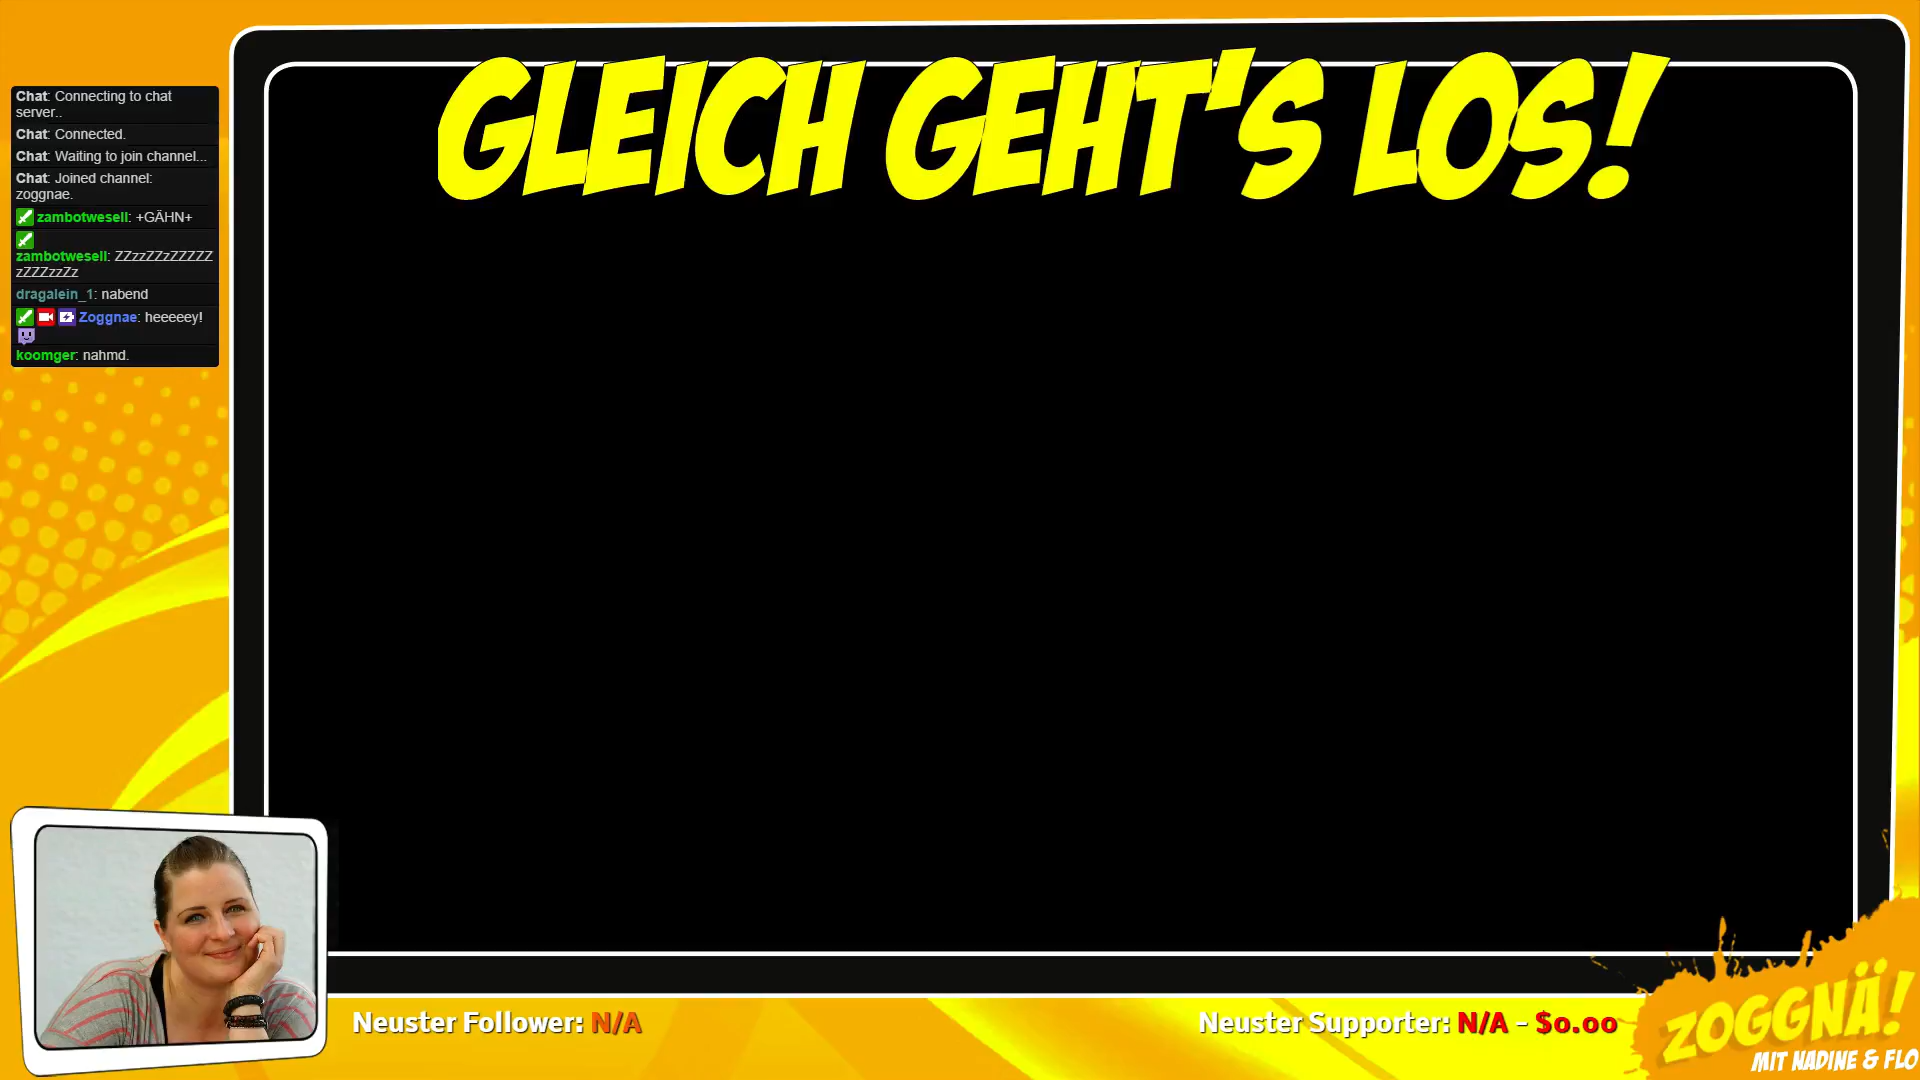 GLEICH GEHT'S LOS!
Chat: Connecting to chat
server..
Chat: Connected.
Chat: Waiting to join channel...
Chat: Joined channel:
zoggnae.
zambotwesell: +GÄHN+
zambotwesell: ZZzzZZzZZZZZ
zZZZzzZz
dragalein_1: nabend
Zoggnae: heeeeey!
koomger: nahmd.
Neuster Follower: N/A
Neuster Supporter: N/A - $0.00
ZOGGNÄ!
MIT NADINE & FLO